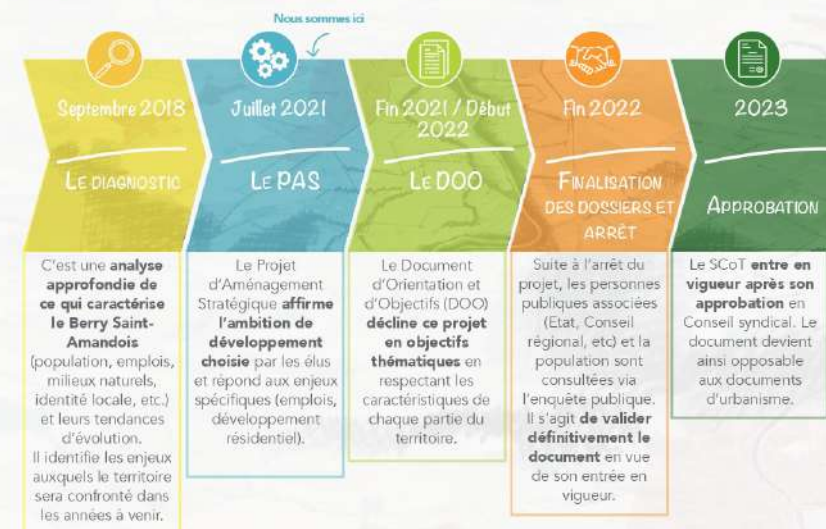 Nous sommes ici
Septembre 2018
LE DIAGNOSTIC
C'est une analyse
approfondie de
ce qui caractérise
le Berry Saint-
Amandois
(population, emplois,
milieux naturels,
identité locale, etc.)
et leurs tendances
d'évolution.
Il identifie les enjeux
auxquels le territoire
sera confronté dans
les années à venir.
Juillet 2021
LE PAS
Le Projet
d'Aménagement
Stratégique affirme
l'ambition de
développement
choisie par les élus
et répond aux enjeux
spécifiques (emplois,
développement
résidentiel).
Fin 2021 / Début
2022
LE DOO
Le Document
d'Orientation et
d'Objectifs (DOO)
décline ce projet
en objectifs
thématiques en
respectant les
caractéristiques de
chaque partie du
territoire.
Fin 2022
FINALISATION
DES DOSSIERS ET
ARRÊT
Suite à l'arrêt du
projet, les personnes
publiques associées
(Etat, Conseil
régional, etc) et la
population sont
consultées via
l'enquête publique.
Il s'agit de valider
définitivement le
document en vue
de son entrée en
vigueur.
2023
APPROBATION
Le SCoT entre en
vigueur après son
approbation en
Conseil syndical. Le
document devient
ainsi opposable
aux documents
d'urbanisme.